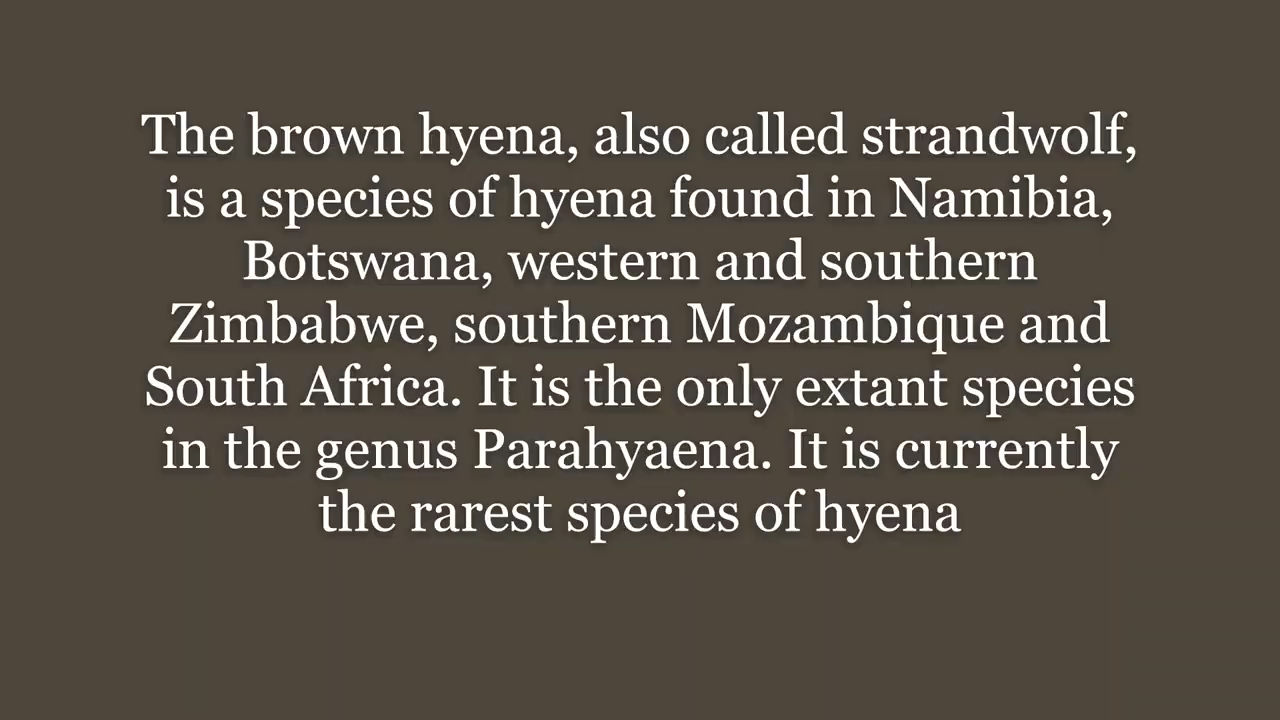 The brown hyena, also called strandwolf,
is a species of hyena found in Namibia,
Botswana, western and southern
Zimbabwe, southern Mozambique and
South Africa. It is the only extant species
in the genus Parahyaena. It is currently
the rarest species of hyena